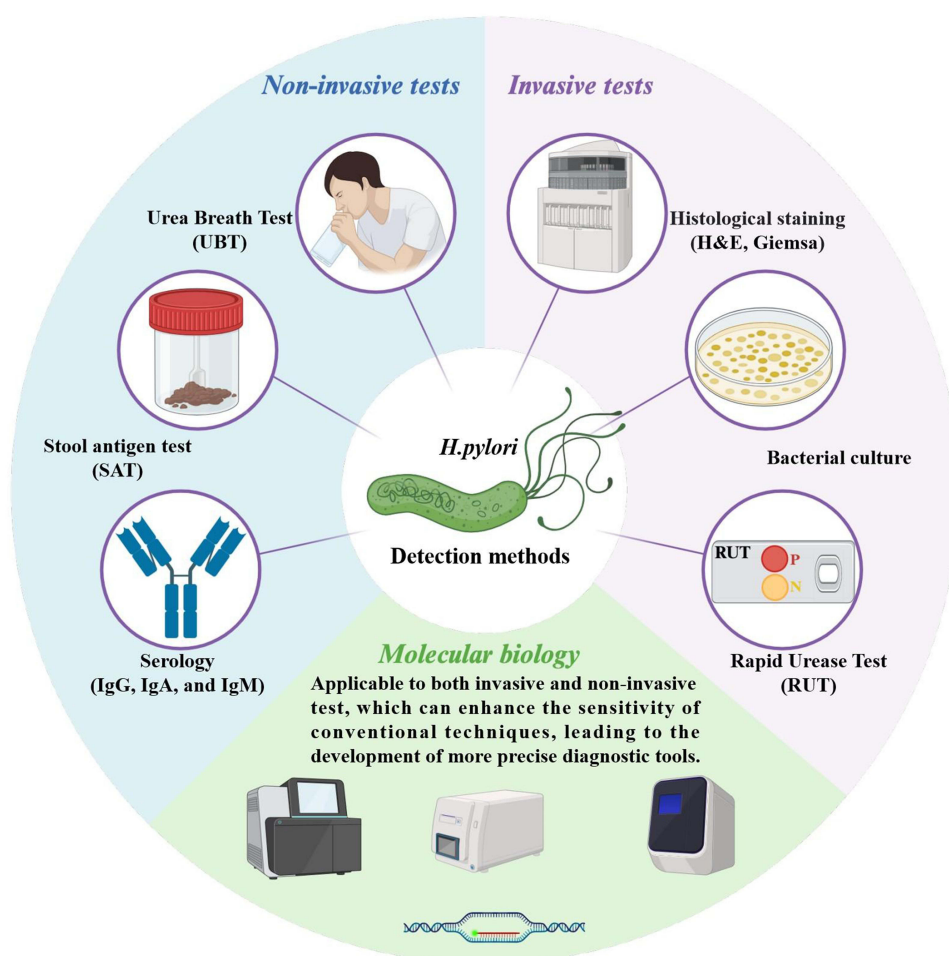 Non-invasive tests
Invasive tests
Urea Breath Test
(UBT)
Histological staining
(H&E, Giemsa)
Stool antigen test
(SAT)
Bacterial culture
H.pylori
Detection methods
Serology
(IgG, IgA, and IgM)
RUT
P
N
Rapid Urease Test
(RUT)
Molecular biology
Applicable to both invasive and non-invasive
test, which can enhance the sensitivity of
conventional techniques, leading to the
development of more precise diagnostic tools.